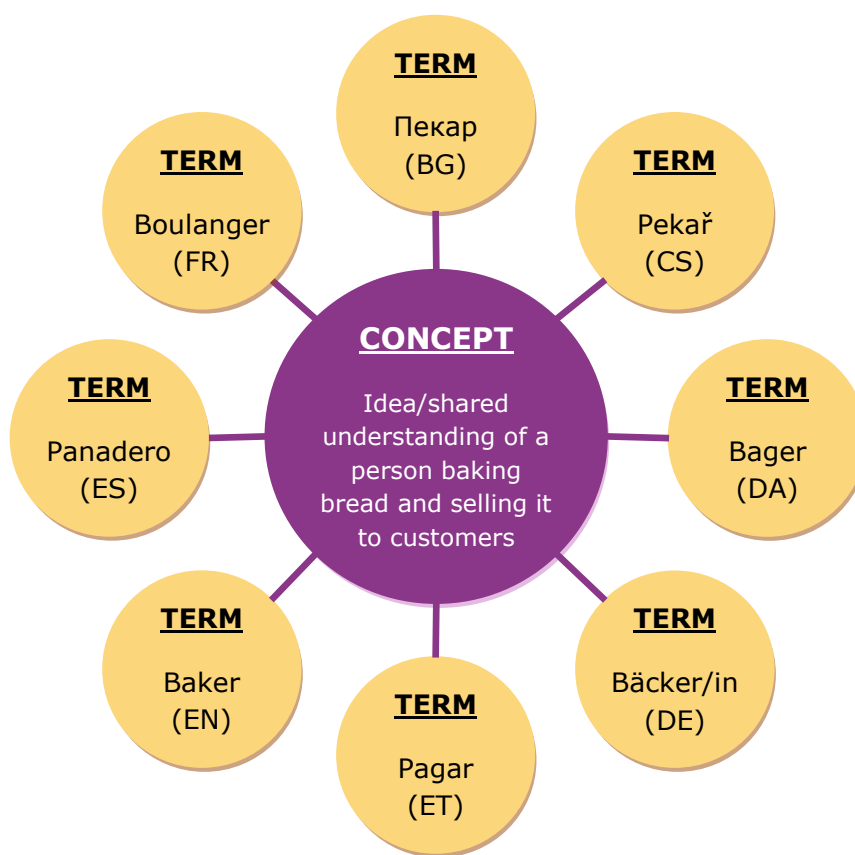 TERM
Пекар
(BG)
TERM
Pekař
(CS)
TERM
Bager
(DA)
TERM
Bäcker/in
(DE)
TERM
Pagar
(ET)
TERM
Baker
(EN)
TERM
Panadero
(ES)
TERM
Boulanger
(FR)
CONCEPT
Idea/shared
understanding of a
person baking
bread and selling it
to customers